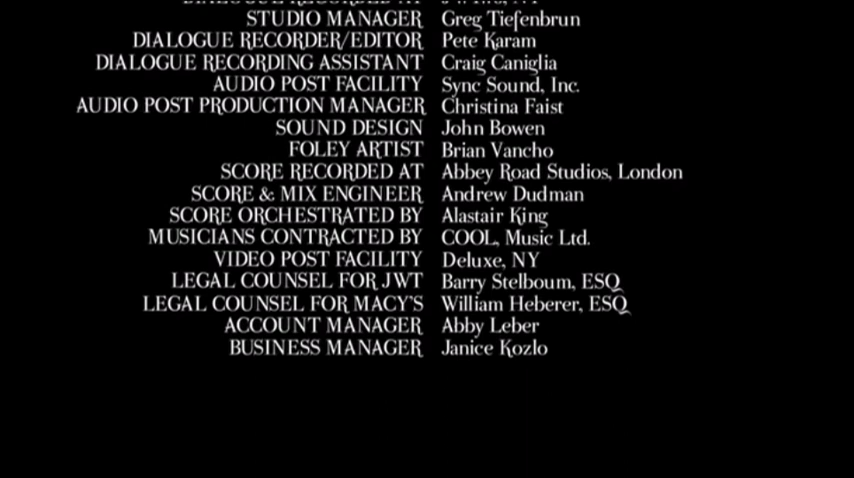 STUDIO MANAGER Greg Tiefenbrun
DIALOGUE RECORDER/EDITOR Pete Karam
DIALOGUE RECORDING ASSISTANT Craig Caniglia
AUDIO POST FACILITY Sync Sound, Inc.
AUDIO POST PRODUCTION MANAGER Christina Faist
SOUND DESIGN John Bowen
FOLEY ARTIST Brian Vancho
SCORE RECORDED AT Abbey Road Studios, London
SCORE & MIX ENGINEER Andrew Dudman
SCORE ORCHESTRATED BY Alastair King
MUSICIANS CONTRACTED BY COOL, Music Ltd.
VIDEO POST FACILITY Deluxe, NY
LEGAL COUNSEL FOR JWT Barry Stelboum, ESQ
LEGAL COUNSEL FOR MACY'S William Heberer, ESQ
ACCOUNT MANAGER Abby Leber
BUSINESS MANAGER Janice Kozlo